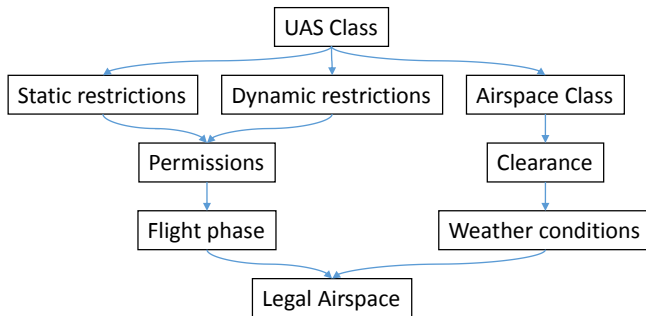 UAS Class
Static restrictions
Dynamic restrictions
Airspace Class
Permissions
Clearance
Flight phase
Weather conditions
Legal Airspace